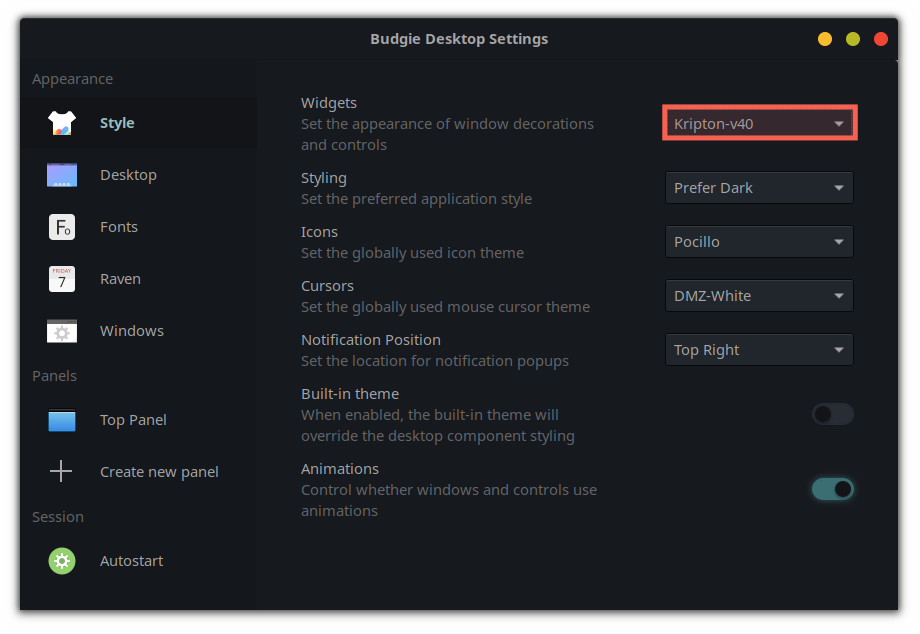 Budgie Desktop Settings
Appearance
Style
Desktop
Fo
Fonts
FRIDAY
7
Raven
Windows
Panels
Top Panel
Create new panel
Session
Autostart
Widgets
Set the appearance of window decorations
and controls
Kripton-v40
Styling
Set the preferred application style
Prefer Dark
Icons
Set the globally used icon theme
Pocillo
Cursors
Set the globally used mouse cursor theme
DMZ-White
Notification Position
Set the location for notification popups
Top Right
Built-in theme
When enabled, the built-in theme will
override the desktop component styling
Animations
Control whether windows and controls use
animations